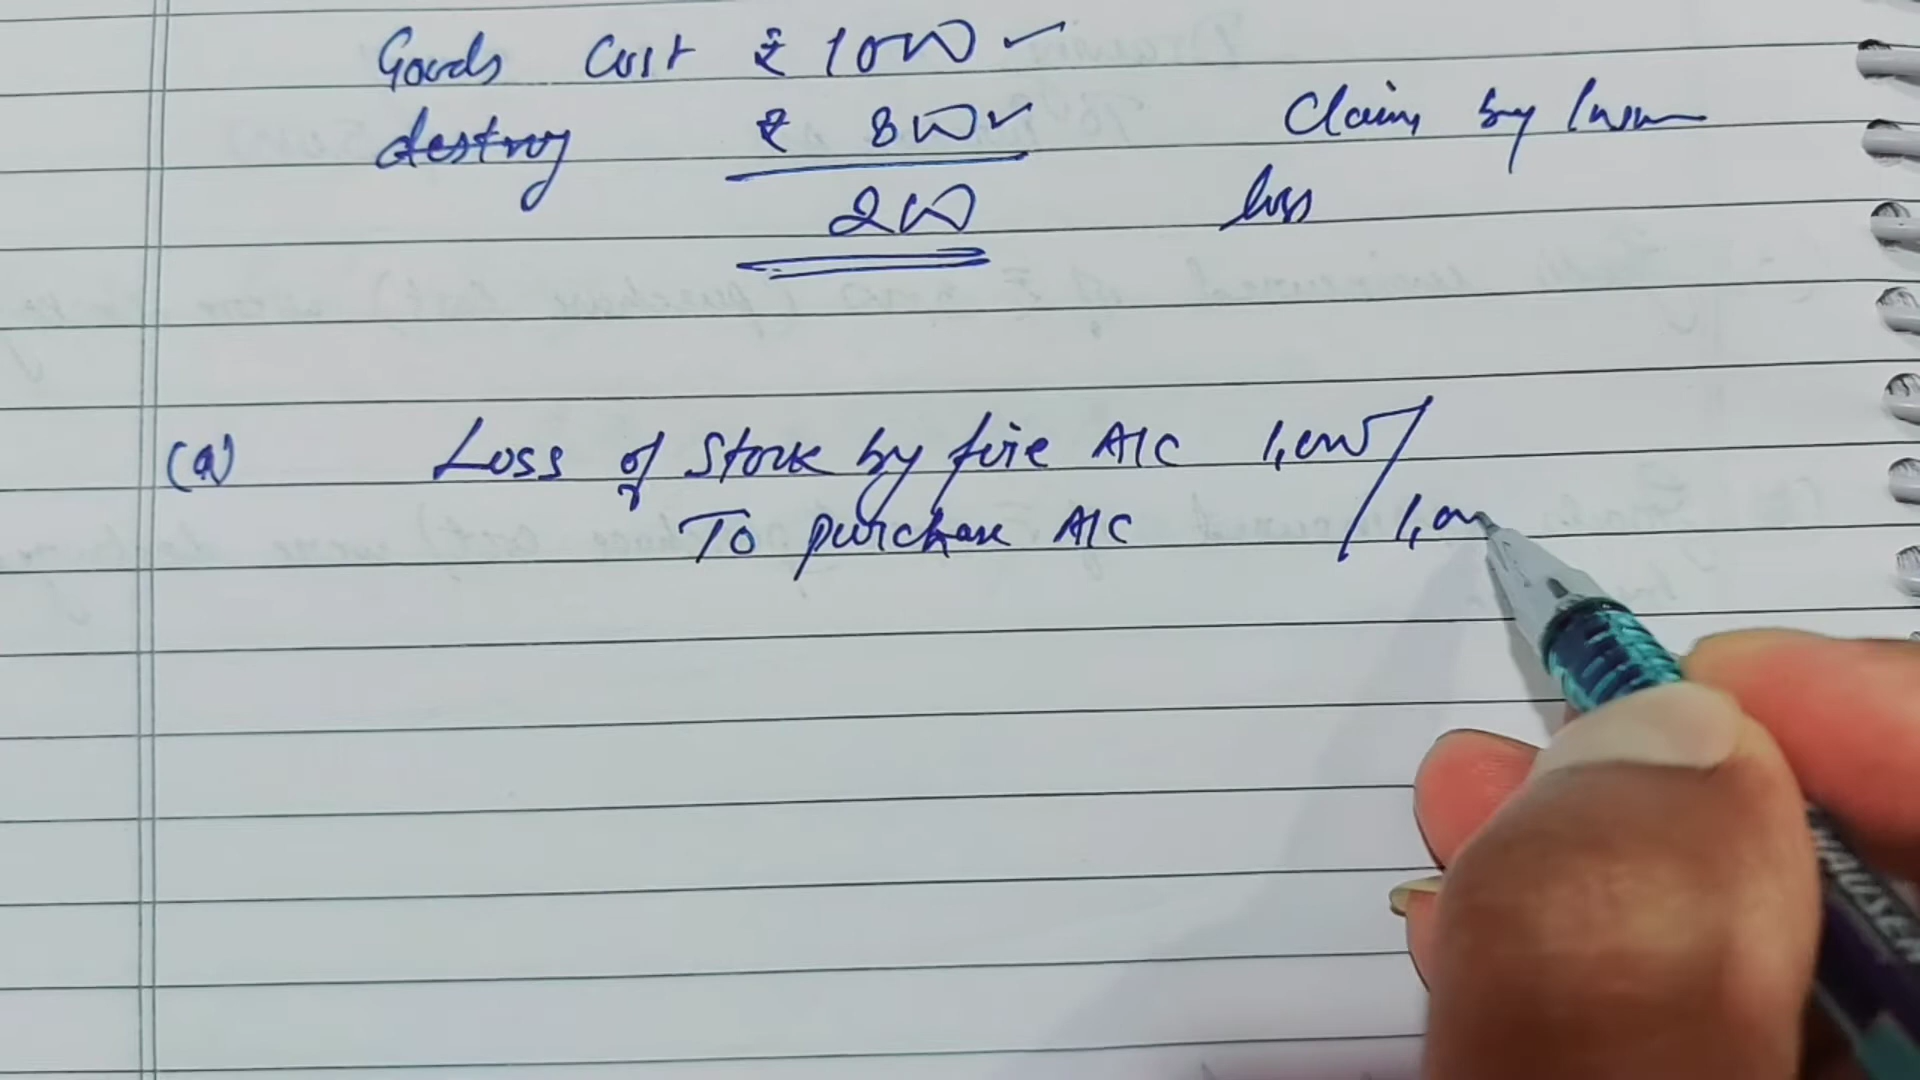 Goods Cost ₹ 1000 ✓
destroy ₹ 800 ✓ Claim by Insu
200 loss
(a) Loss of Stock by fire A/C 1,000
To purchase A/C 1,00